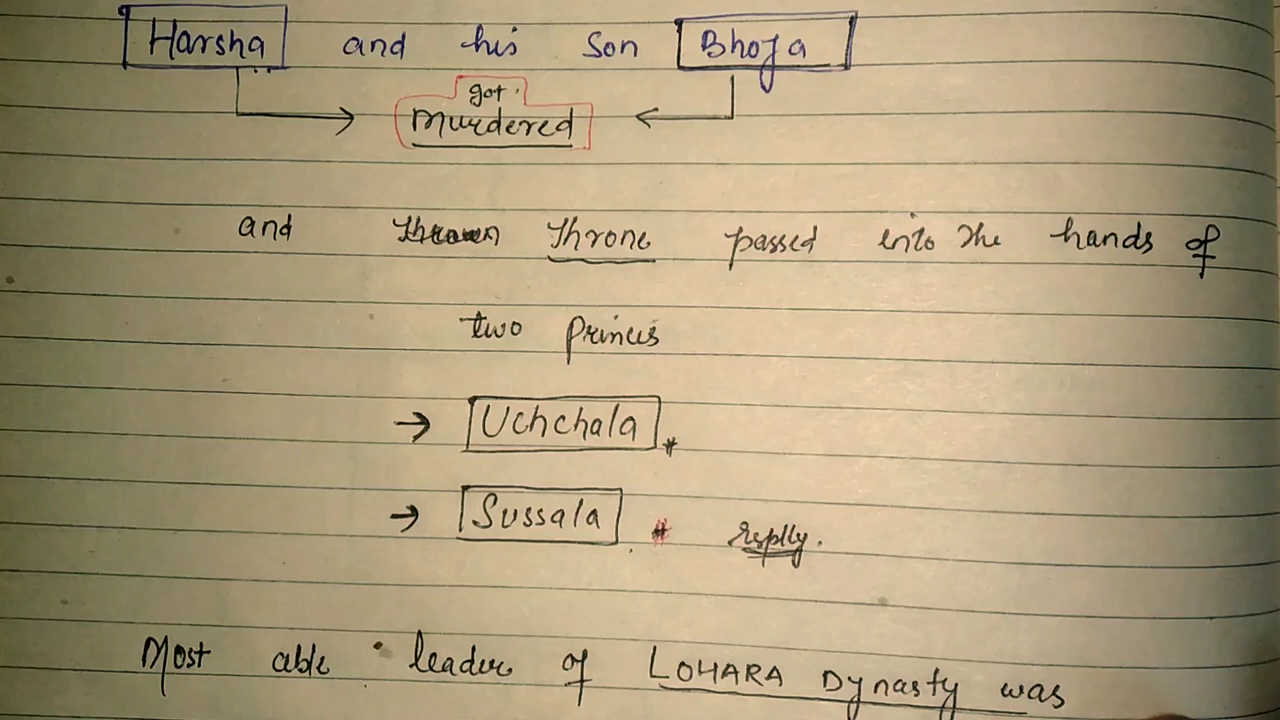 Harsha and his Son Bhoja
got
Murdered
and Throne passed into the hands of
two Princes
→ Uchchala *
→ Sussala * resplly.
Most able leader of LOHARA Dynasty was